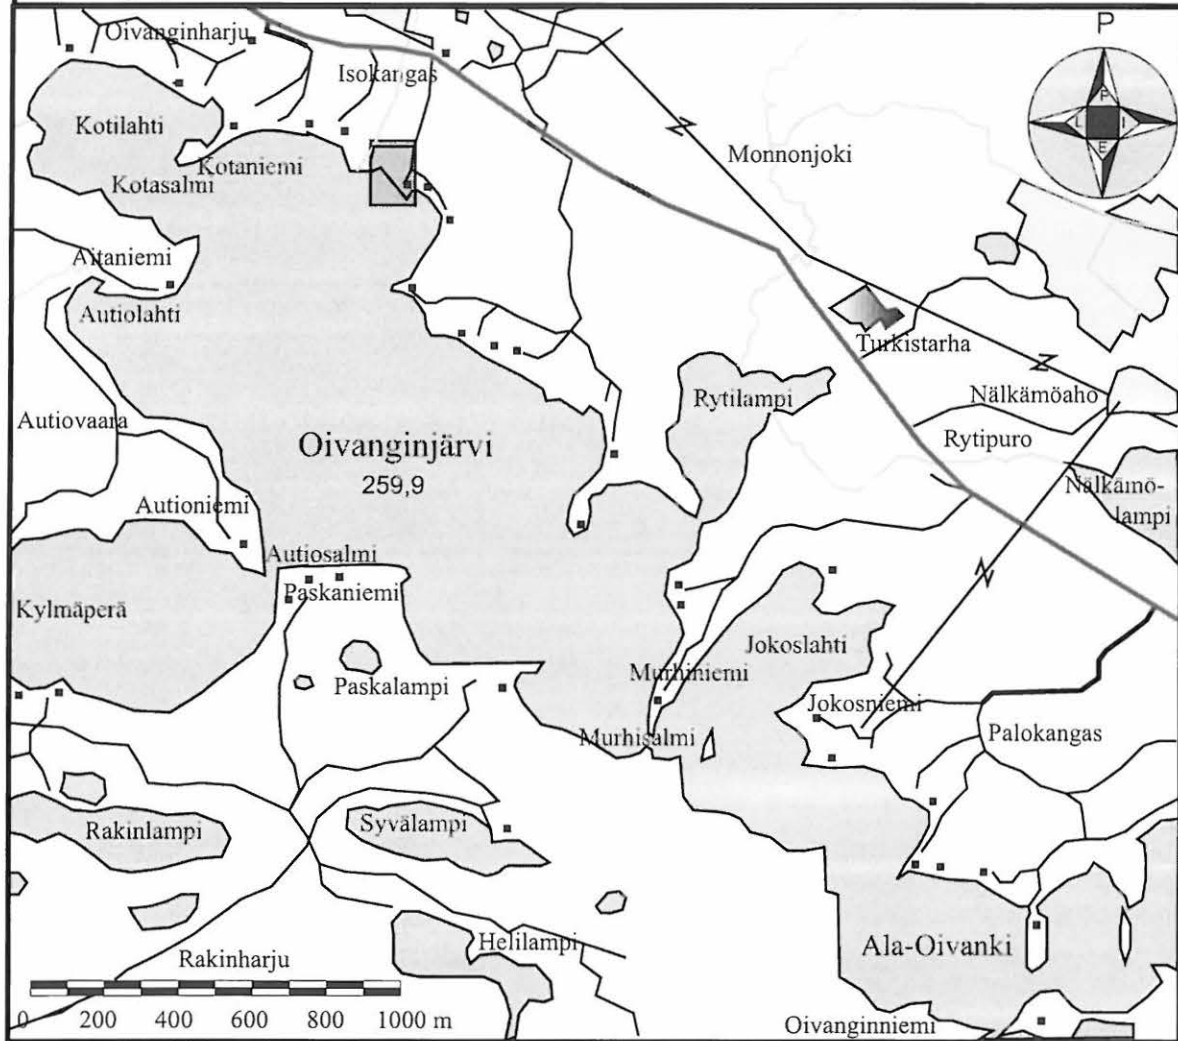 P
Oivanginharju
Isokangas
Kotilahti
Monnonjoki
P
L I
E
Kotaniemi
Kotasalmi
Aitaniemi
Autiolahti
Turkistarha
Rytilampi
Nälkämöaho
Autiovaara
Oivanginjärvi
Rytipuro
259,9
Nälkämö-
lampi
Autioniemi
Autiosalmi
Paskaniemi
Kylmäperä
Jokoslahti
Murhiniemi
Paskalampi
Jokosniemi
Murhisalmi
Palokangas
Rakinlampi
Syvälampi
Helilampi
Ala-Oivanki
Rakinharju
0 200 400 600 800 1000 m
Oivanginniemi